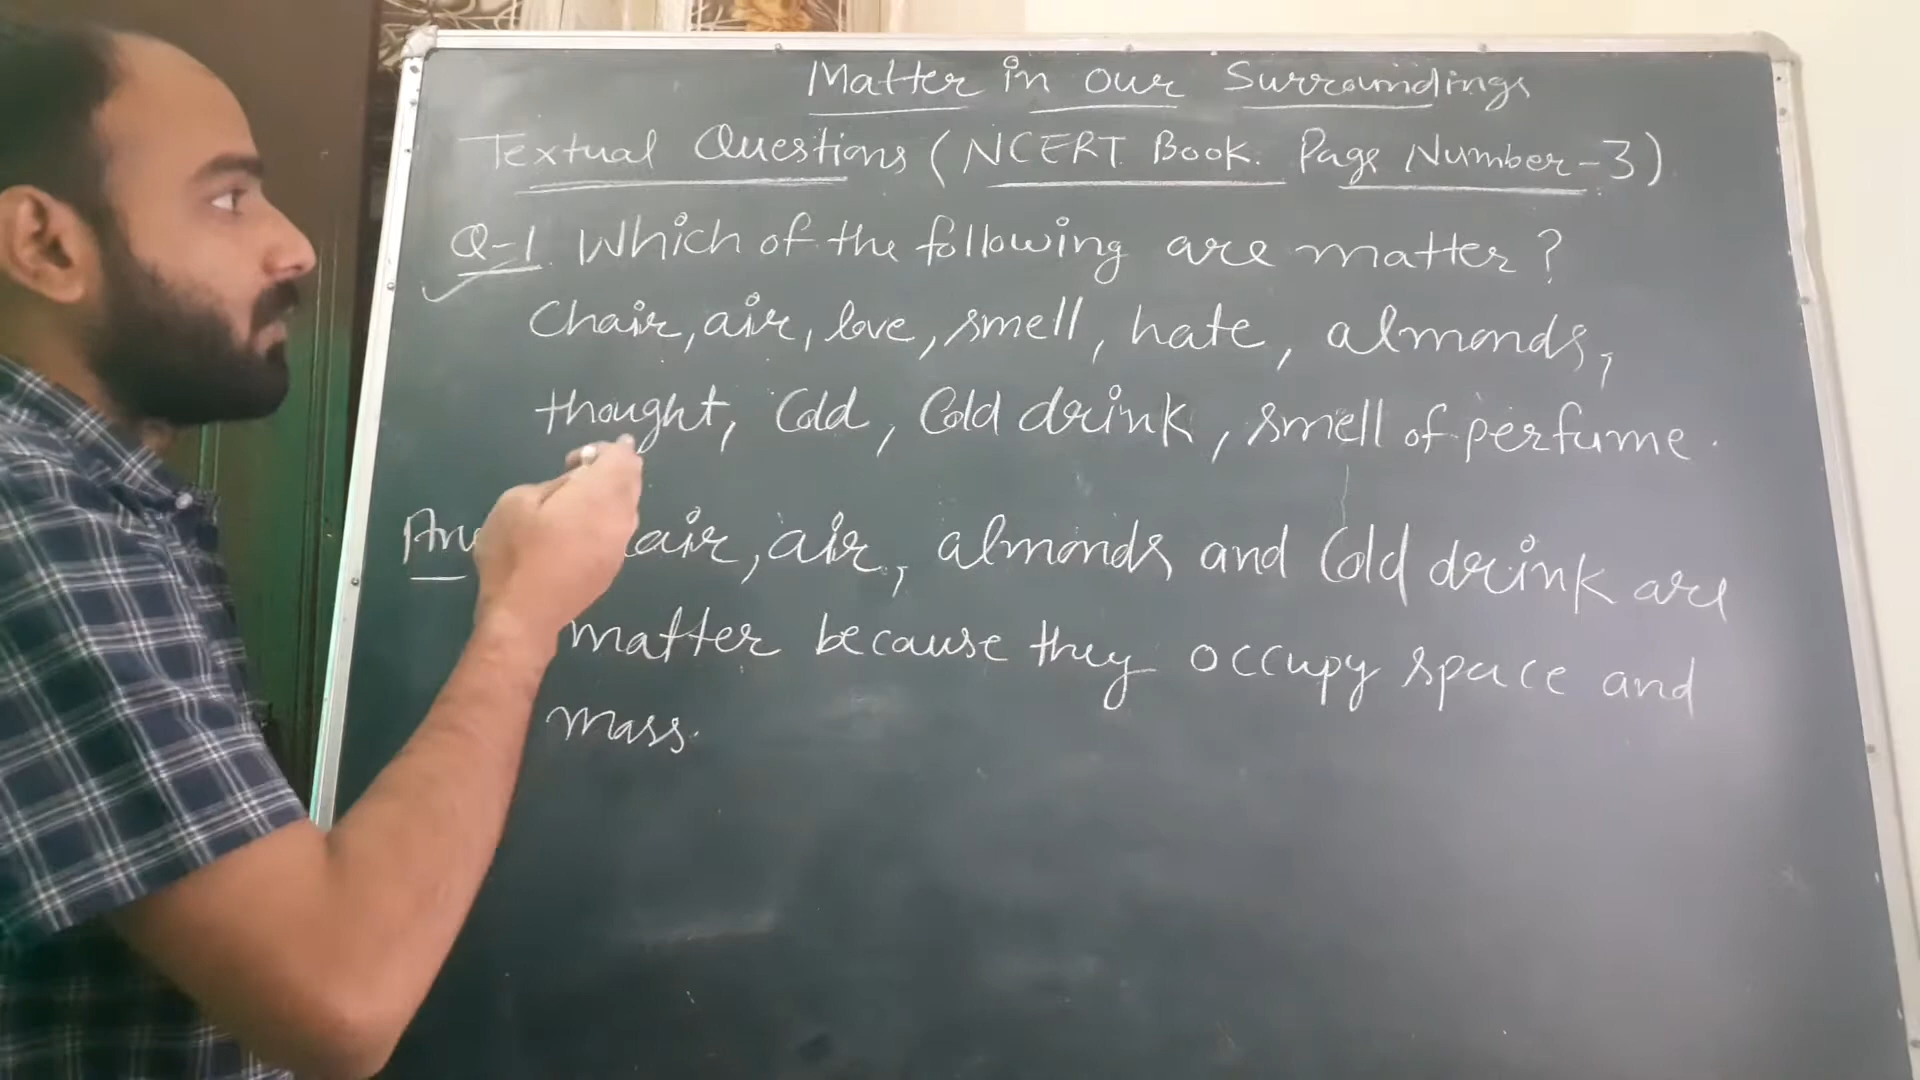 Matter in our Surroundings
Textual Questions (NCERT Book. Page Number-3)
Q-1. Which of the following are matter?
Chair, air, love, smell, hate, almonds,
thought, Cold, Cold drink, smell of perfume.
air, air, almonds and Cold drink are
matter because they occupy space and
mass.